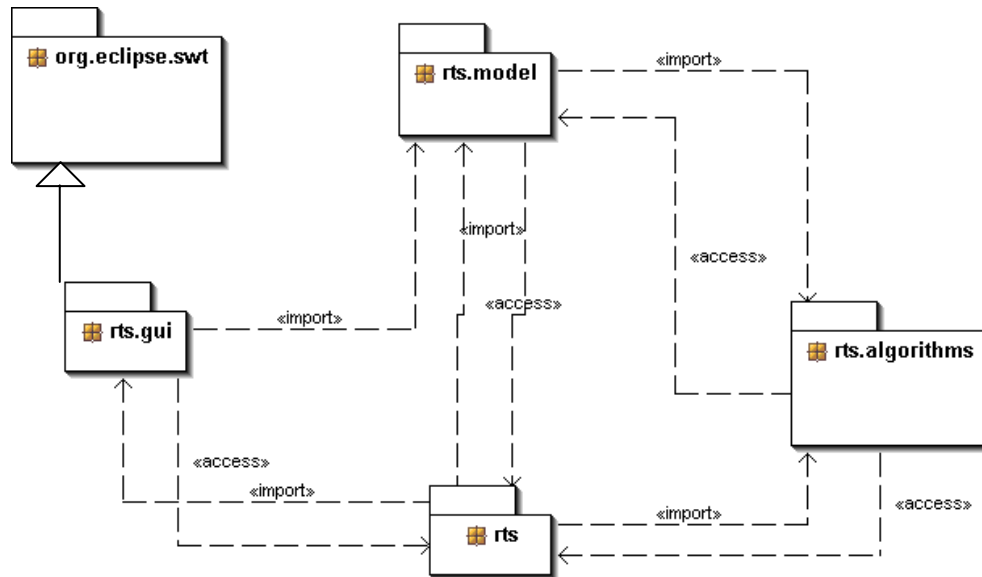 org.eclipse.swt
rts.model
«import»
«import»
«access»
«access»
rts.gui
«import»
rts.algorithms
«access»
«import»
«access»
rts
«import»